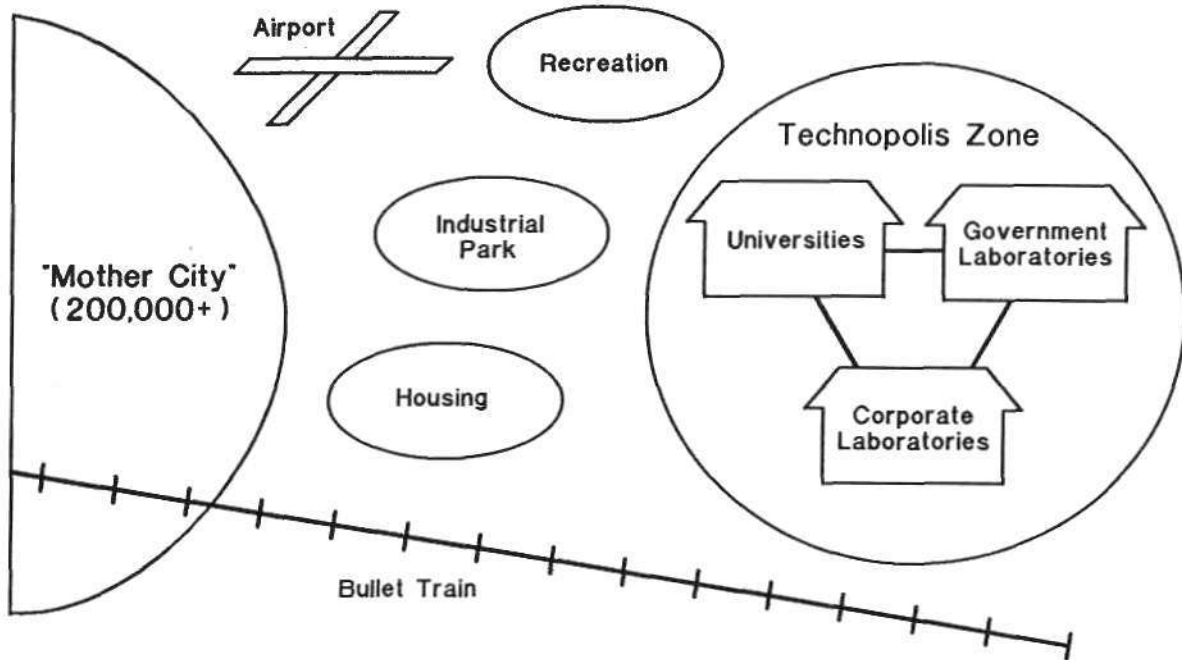 Airport
Recreation
Technopolis Zone
Universities
Government
Laboratories
Industrial
Park
"Mother City"
(200,000+)
Housing
Corporate
Laboratories
Bullet Train